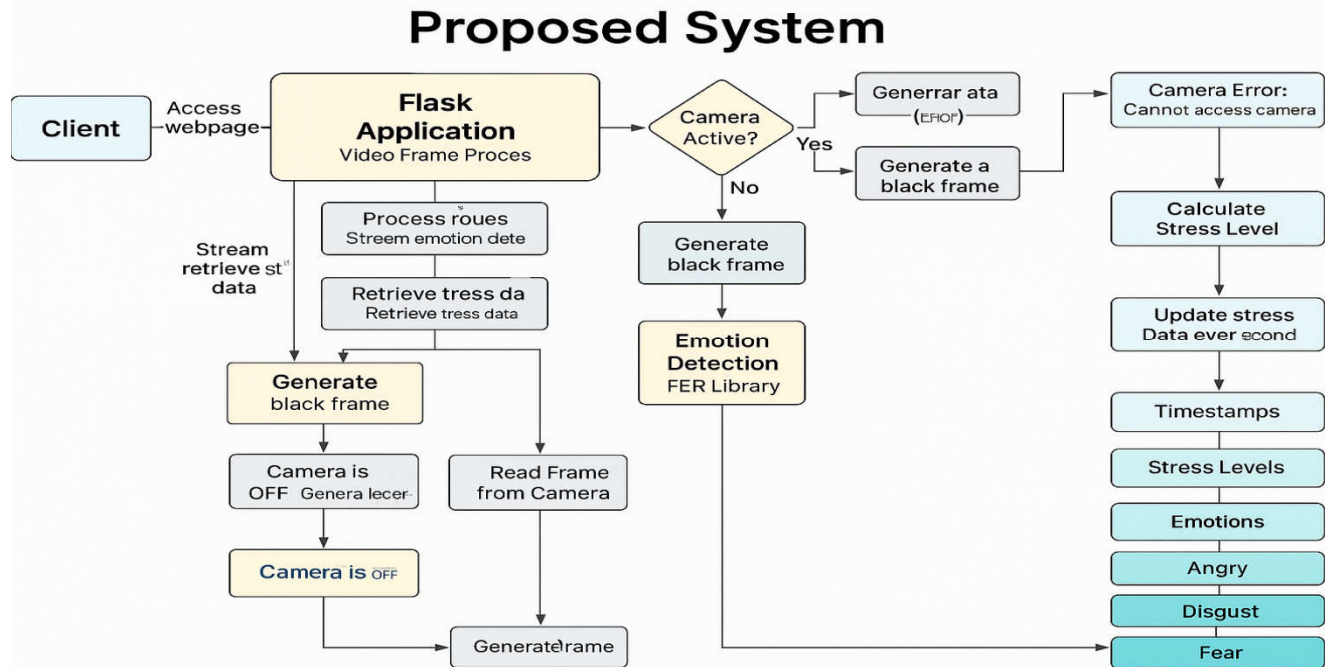 Proposed System
Client
Access
webpage
Flask
Application
Video Frame Proces
Camera
Active?
Yes
No
Generrar ata
Generate a
black frame
Camera Error:
Cannot access camera
Process roues
Streem emotion dete
Stream
retrieve
data
Retrieve tress da
Retrieve tress data
Generate
black frame
Calculate
Stress Level
Generate
black frame
Update stress
Data ever econd
Emotion
Detection
FER Library
Timestamps
Camera is
OFF Genera lecer-
Read Frame
from Camera
Stress Levels
Emotions
Camera is OFF
Angry
Disgust
Generate rame
Fear